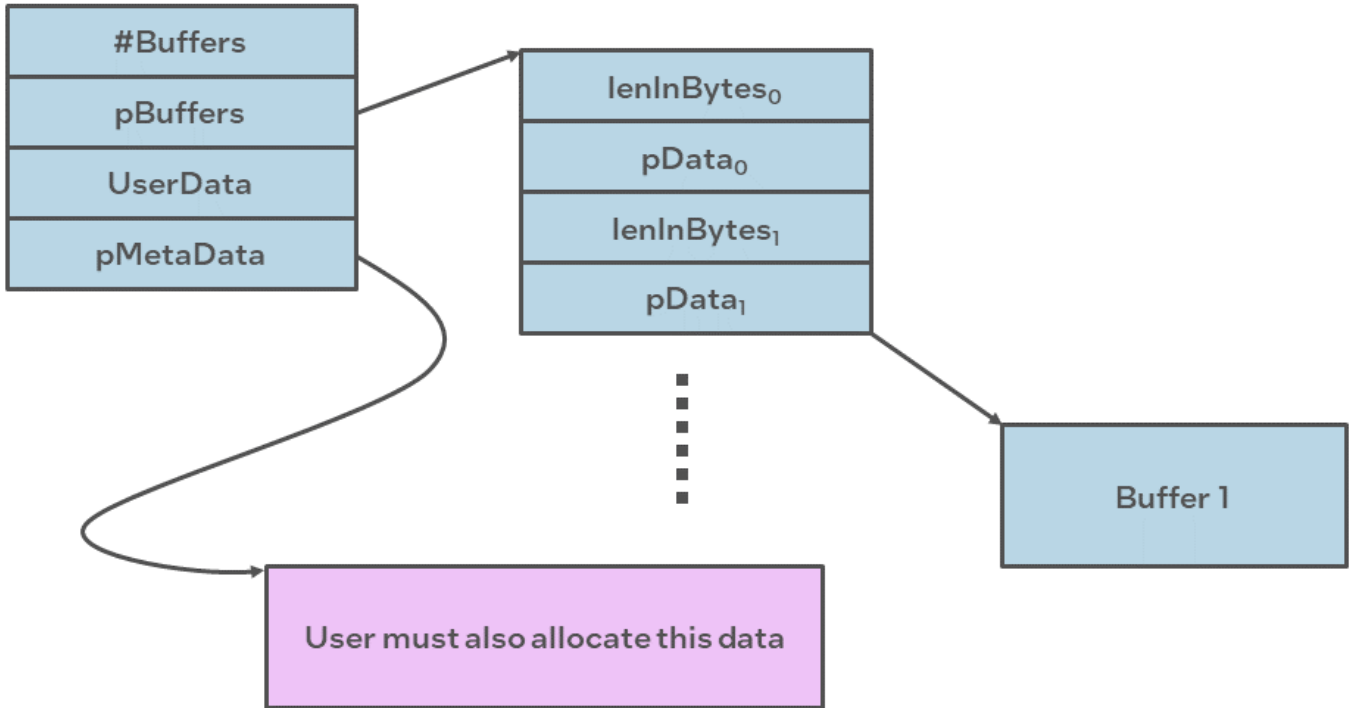 #Buffers
pBuffers
UserData
pMetaData
lenInBytes₀
pData₀
lenInBytes₁
pData₁
Buffer 1
User must also allocate this data